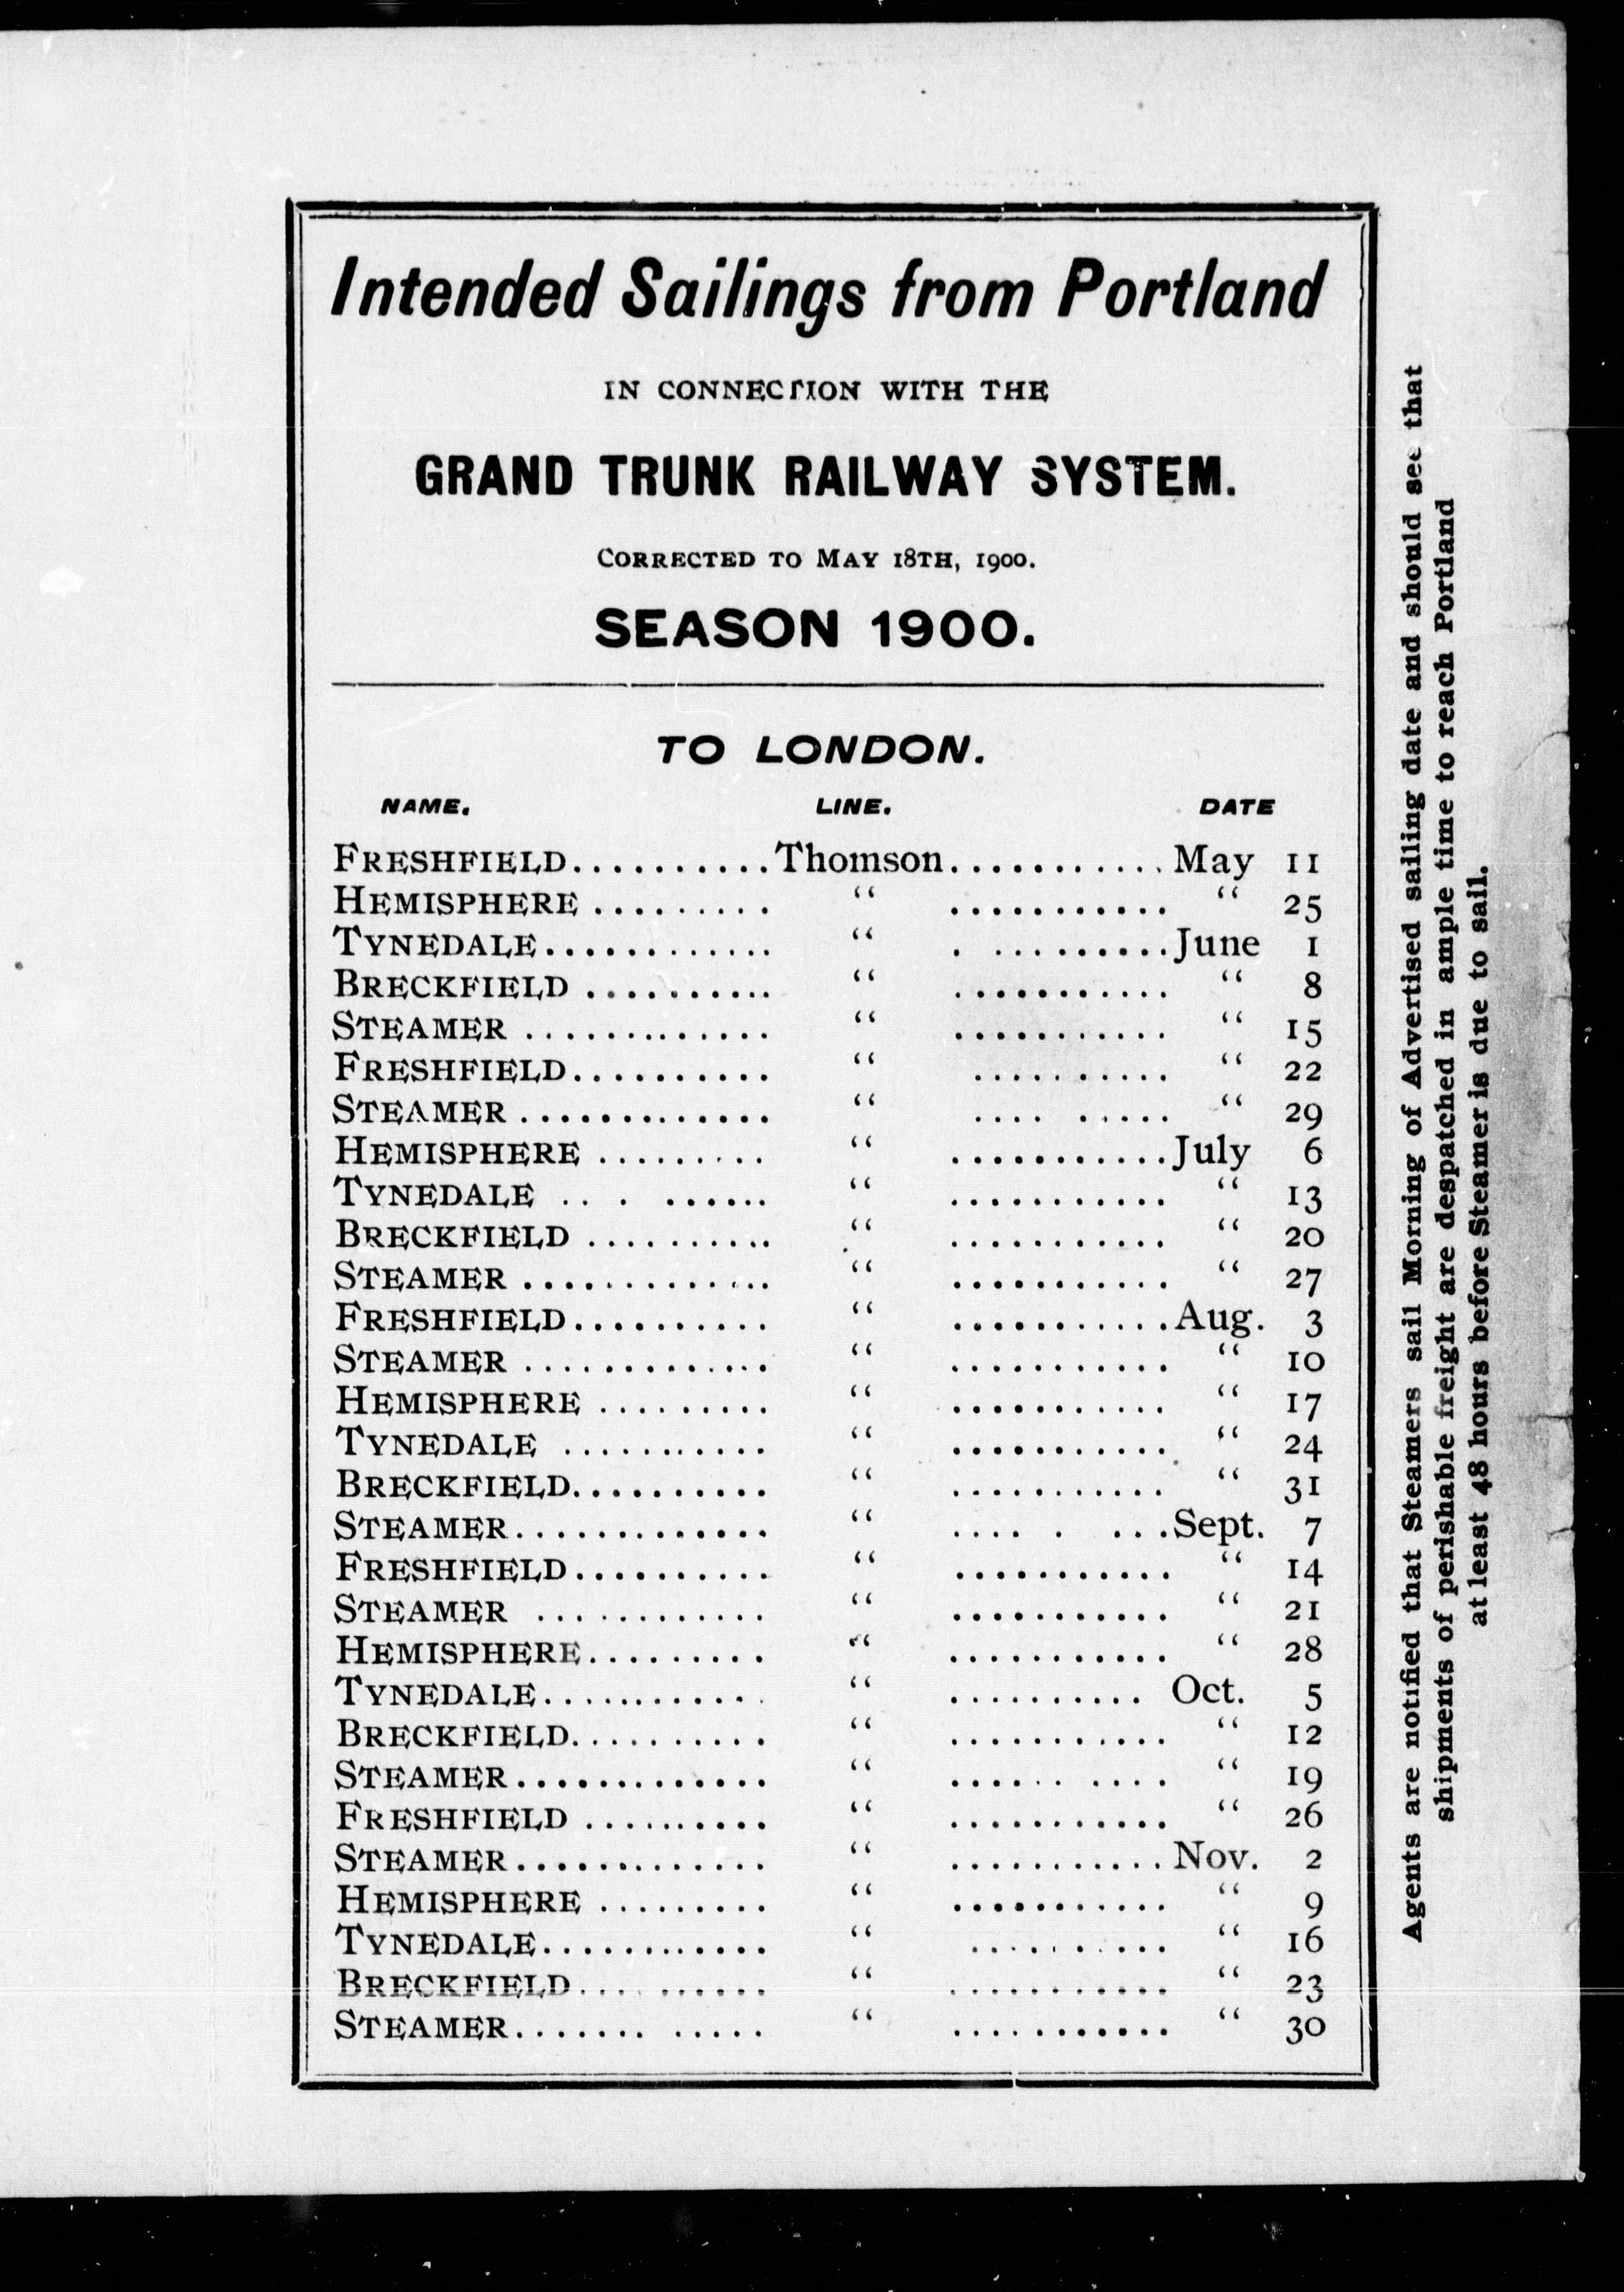 Intended Sailings from Portland
IN CONNECTION WITH THE
GRAND TRUNK RAILWAY SYSTEM.
CORRECTED TO MAY 18TH, 1900.
SEASON 1900.
TO LONDON.
NAME. LINE. DATE
FRESHFIELD..........Thomson...........May 11
HEMISPHERE ......... “ ........... “ 25
TYNEDALE............. “ . .........June 1
BRECKFIELD .......... “ ........... “ 8
STEAMER ............. “ ........... “ 15
FRESHFIELD.......... “ .......... “ 22
STEAMER ............. “ .... ..... “ 29
HEMISPHERE ......... “ ...........July 6
TYNEDALE .. . ...... “ ........... “ 13
BRECKFIELD .......... “ ........... “ 20
STEAMER ............. “ ........... “ 27
FRESHFIELD.......... “ ...........Aug. 3
STEAMER ............. “ ........... “ 10
HEMISPHERE ......... “ ........... “ 17
TYNEDALE ........... “ ........... “ 24
BRECKFIELD.......... “ ........... “ 31
STEAMER............. “ .... . ...Sept. 7
FRESHFIELD.......... “ ........... “ 14
STEAMER ............ “ ........... “ 21
HEMISPHERE......... “ ........... “ 28
TYNEDALE............ “ .......... Oct. 5
BRECKFIELD.......... “ ........... “ 12
STEAMER............. “ ...... .... “ 19
FRESHFIELD .......... “ ........... “ 26
STEAMER............. “ ...........Nov. 2
HEMISPHERE ......... “ ........... “ 9
TYNEDALE............ “ .......... “ 16
BRECKFIELD.......... “ ........... “ 23
STEAMER....... ..... “ ........... “ 30
Agents are notified that Steamers sail Morning of Advertised sailing date and should see that
shipments of perishable freight are despatched in ample time to reach Portland
at least 48 hours before Steamer is due to sail.